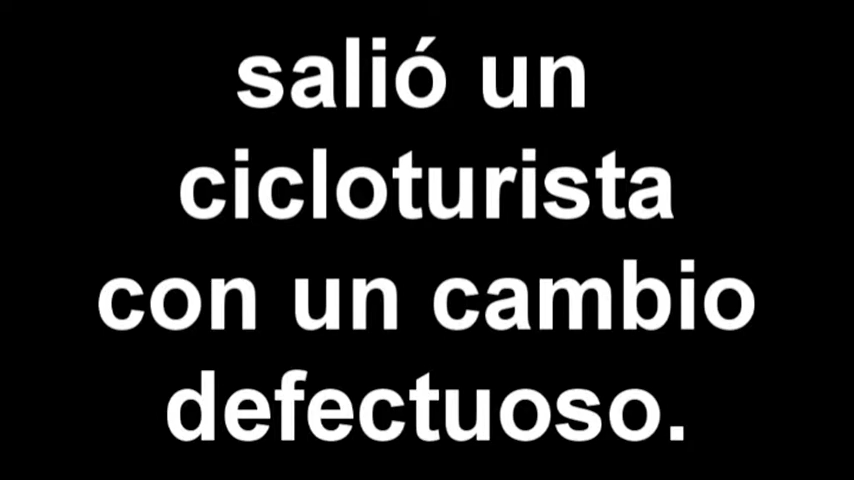 salió un
cicloturista
con un cambio
defectuoso.